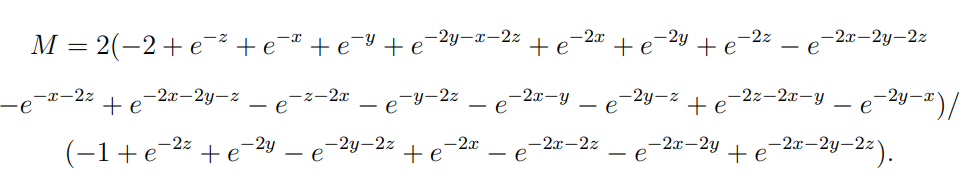 M = 2(−2 + e^{−z} + e^{−x} + e^{−y} + e^{−2y−x−2z} + e^{−2x} + e^{−2y} + e^{−2z} − e^{−2x−2y−2z}
−e^{−x−2z} + e^{−2x−2y−z} − e^{−z−2x} − e^{−y−2z} − e^{−2x−y} − e^{−2y−z} + e^{−2z−2x−y} − e^{−2y−x})/
(−1 + e^{−2z} + e^{−2y} − e^{−2y−2z} + e^{−2x} − e^{−2x−2z} − e^{−2x−2y} + e^{−2x−2y−2z}).